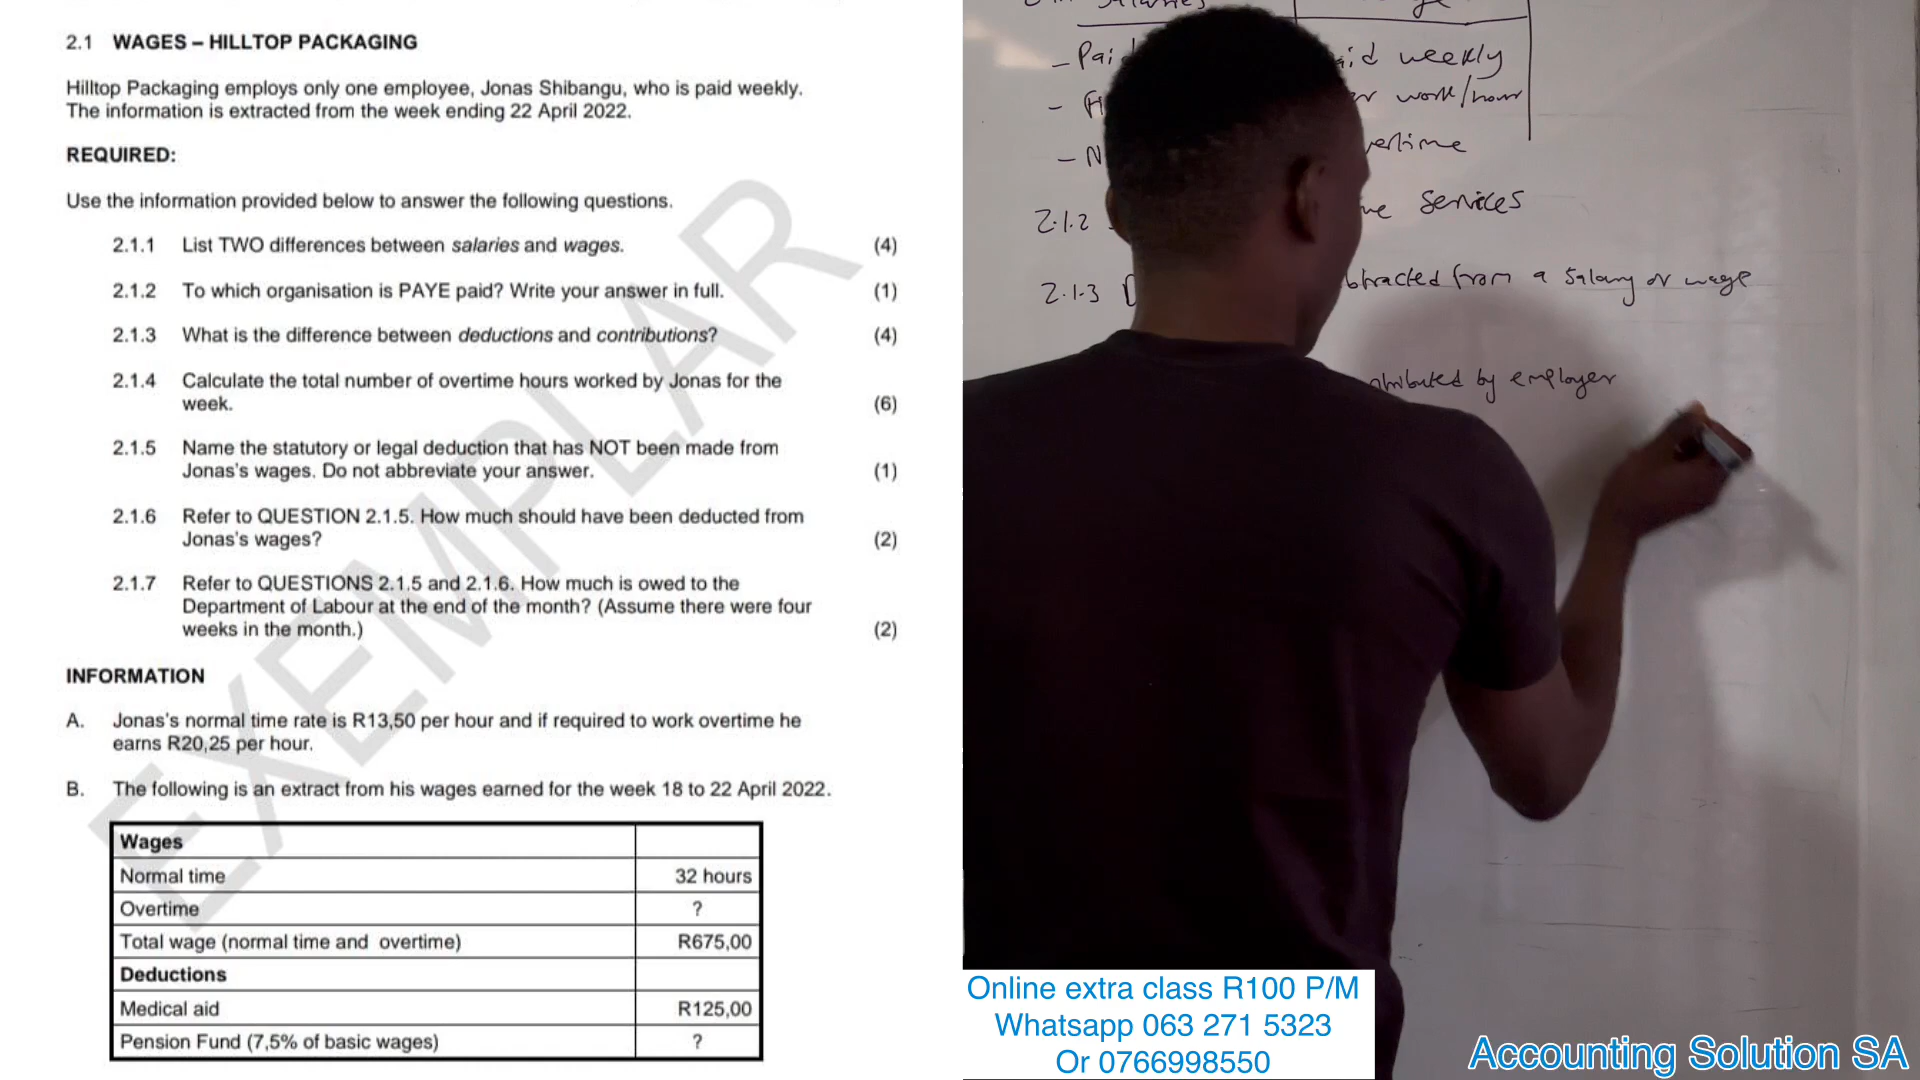 2.1 WAGES – HILLTOP PACKAGING
Hilltop Packaging employs only one employee, Jonas Shibangu, who is paid weekly.
The information is extracted from the week ending 22 April 2022.
REQUIRED:
Use the information provided below to answer the following questions.
2.1.1 List TWO differences between salaries and wages. (4)
2.1.2 To which organisation is PAYE paid? Write your answer in full. (1)
2.1.3 What is the difference between deductions and contributions? (4)
2.1.4 Calculate the total number of overtime hours worked by Jonas for the
week. (6)
2.1.5 Name the statutory or legal deduction that has NOT been made from
Jonas's wages. Do not abbreviate your answer. (1)
2.1.6 Refer to QUESTION 2.1.5. How much should have been deducted from
Jonas's wages? (2)
2.1.7 Refer to QUESTIONS 2.1.5 and 2.1.6. How much is owed to the
Department of Labour at the end of the month? (Assume there were four
weeks in the month.) (2)
INFORMATION
A. Jonas's normal time rate is R13,50 per hour and if required to work overtime he
earns R20,25 per hour.
B. The following is an extract from his wages earned for the week 18 to 22 April 2022.
Wages
Normal time 32 hours
Overtime ?
Total wage (normal time and overtime) R675,00
Deductions
Medical aid R125,00
Pension Fund (7,5% of basic wages) ?
EXEMPLAR
weekly
work/hour
2.1.2 Services
2.1.3 from a salary or wage
by employer
Online extra class R100 P/M
Whatsapp 063 271 5323
Or 0766998550
Accounting Solution SA